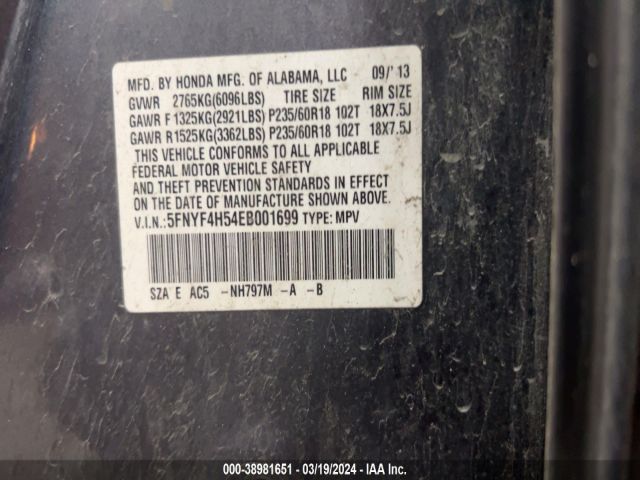 MFD. BY HONDA MFG. OF ALABAMA, LLC 09/'13
GVWR 2765KG(6096LBS) TIRE SIZE RIM SIZE
GAWR F 1325KG(2921LBS) P235/60R18 102T 18X7.5J
GAWR R 1525KG(3362LBS) P235/60R18 102T 18X7.5J
THIS VEHICLE CONFORMS TO ALL APPLICABLE
FEDERAL MOTOR VEHICLE SAFETY
AND THEFT PREVENTION STANDARDS IN EFFECT
ON THE DATE OF MANUFACTURE SHOWN ABOVE.
V.I.N.:5FNYF4H54EB001699 TYPE: MPV
SZA E AC5 -NH797M -A -B
000-38981651 - 03/19/2024 - IAA Inc.